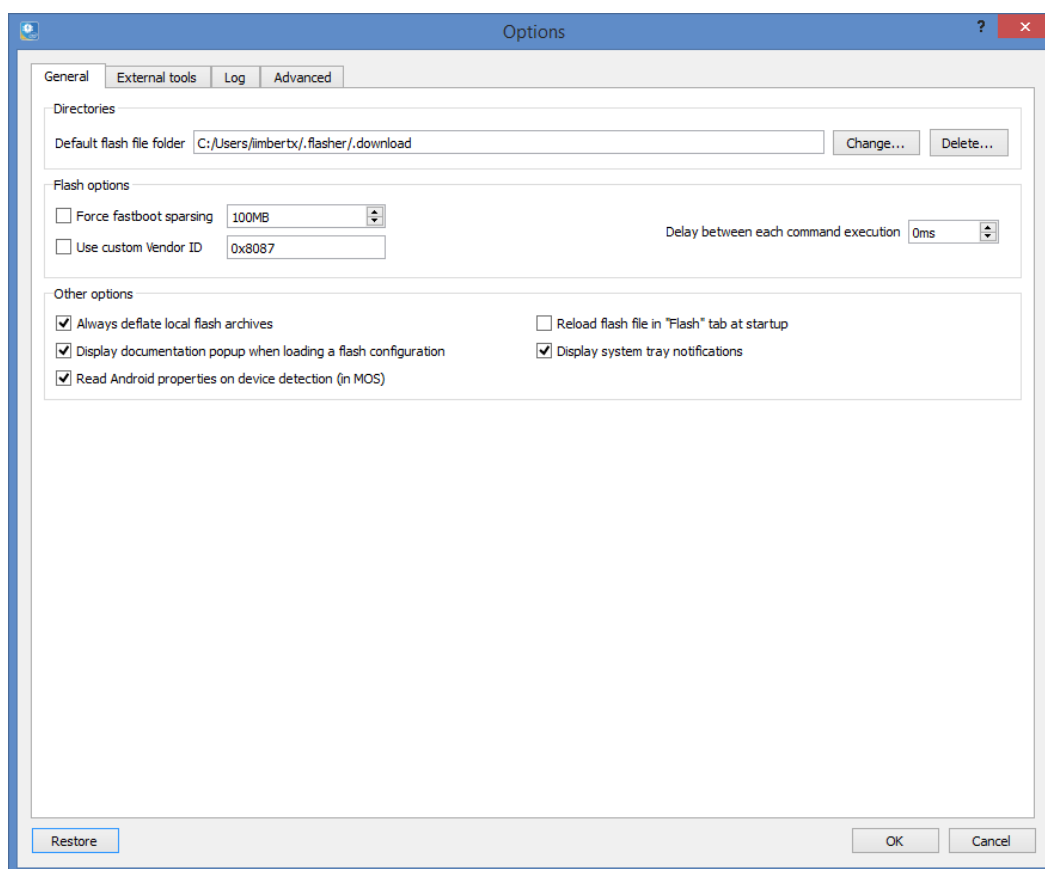 Options
?
General External tools Log Advanced
Directories
Default flash file folder C:/Users/iimbertx/.flasher/.download Change... Delete...
Flash options
Force fastboot sparsing 100MB
Delay between each command execution 0ms
Use custom Vendor ID 0x8087
Other options
Always deflate local flash archives Reload flash file in "Flash" tab at startup
Display documentation popup when loading a flash configuration Display system tray notifications
Read Android properties on device detection (in MOS)
Restore OK Cancel